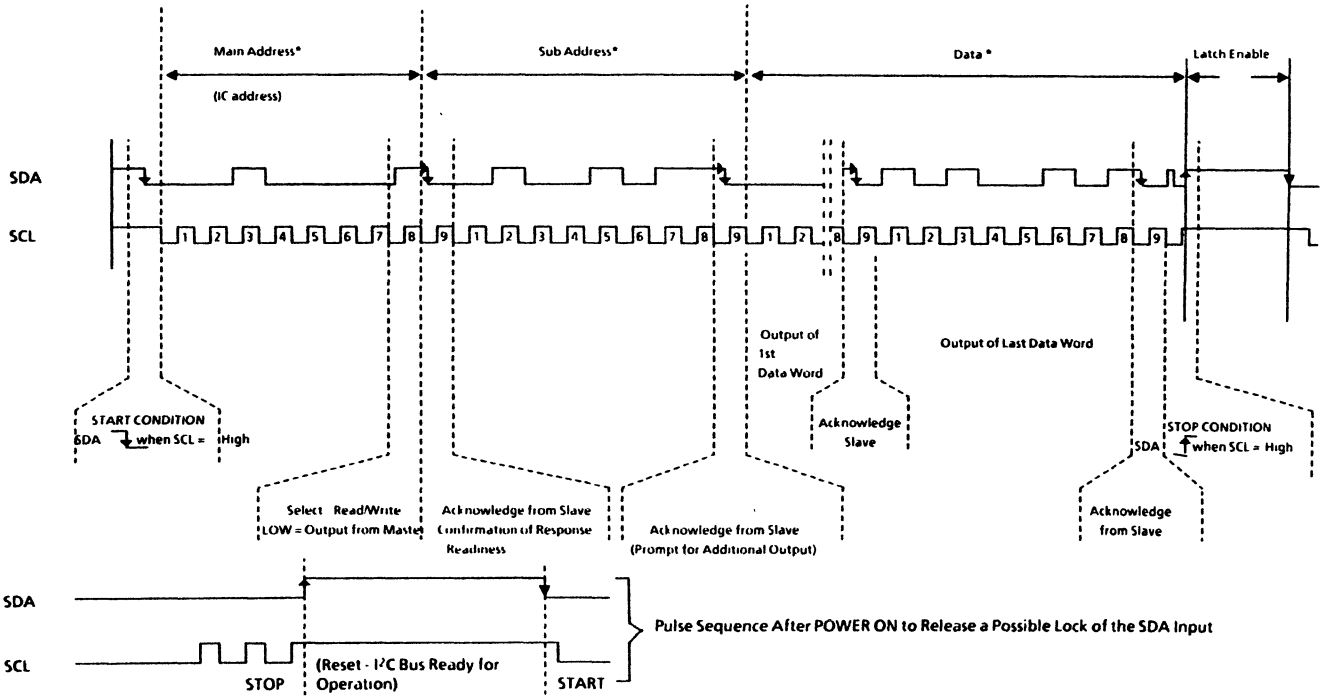 Main Address*
Sub Address*
Data *
Latch Enable
(IC address)
SDA
SCL
1 2 3 4 5 6 7 8 9 1 2 3 4 5 6 7 8 9 1 2 8 9 1 2 3 4 5 6 7 8 9
Output of
1st
Data Word
Output of Last Data Word
START CONDITION
SDA when SCL = High
Acknowledge
Slave
STOP CONDITION
SDA when SCL = High
Select Read/Write
LOW = Output from Master
Acknowledge from Slave
Confirmation of Response
Readiness
Acknowledge from Slave
(Prompt for Additional Output)
Acknowledge
from Slave
SDA
SCL
STOP
(Reset - I²C Bus Ready for
Operation)
START
Pulse Sequence After POWER ON to Release a Possible Lock of the SDA Input